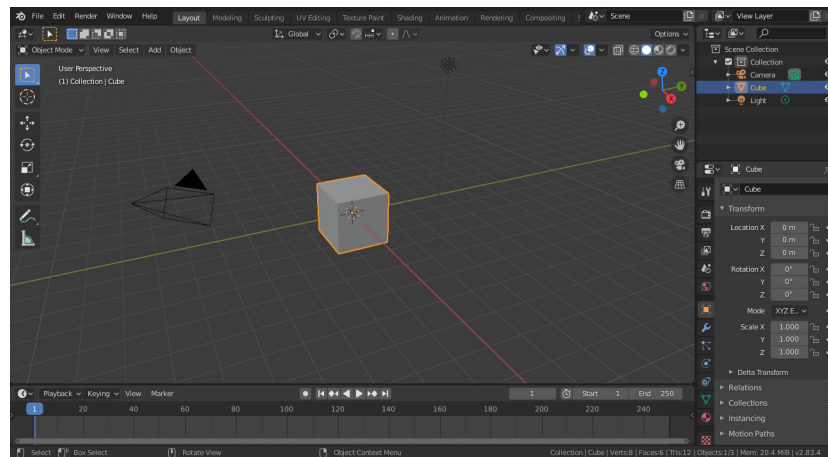 File Edit Render Window Help Layout Modeling Sculpting UV Editing Texture Paint Shading Animation Rendering Compositing Scene View Layer
Global Options
Object Mode View Select Add Object
User Perspective
(1) Collection | Cube
Z
Y
X
Scene Collection
Collection
Camera
Cube
Light
Cube
Cube
Transform
Location X 0 m
Y 0 m
Z 0 m
Rotation X 0°
Y 0°
Z 0°
Mode XYZ E..
Scale X 1.000
Y 1.000
Z 1.000
Delta Transform
Relations
Collections
Instancing
Motion Paths
Playback Keying View Marker 1 Start 1 End 250
1 20 40 60 80 100 120 140 160 180 200 220 240
Select Box Select Rotate View Object Context Menu Collection | Cube | Verts:8 | Faces:6 | Tris:12 | Objects:1/3 | Mem: 20.4 MiB | v2.83.4